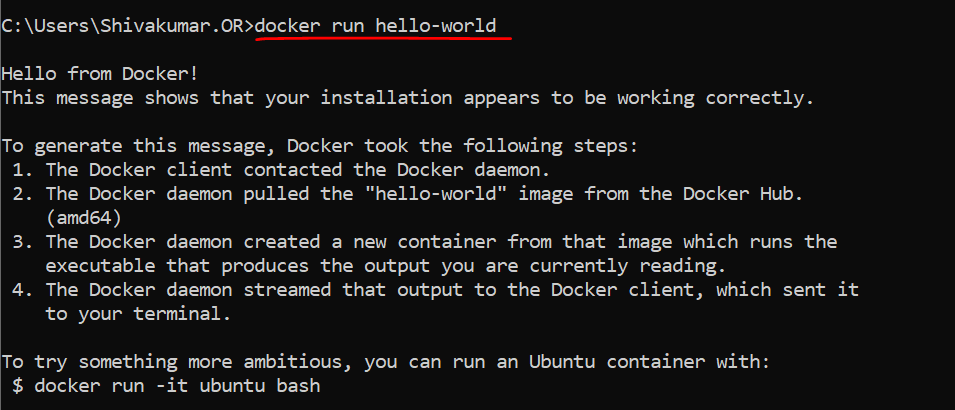 C:\Users\Shivakumar.OR>docker run hello-world
Hello from Docker!
This message shows that your installation appears to be working correctly.
To generate this message, Docker took the following steps:
1. The Docker client contacted the Docker daemon.
2. The Docker daemon pulled the "hello-world" image from the Docker Hub.
(amd64)
3. The Docker daemon created a new container from that image which runs the
executable that produces the output you are currently reading.
4. The Docker daemon streamed that output to the Docker client, which sent it
to your terminal.
To try something more ambitious, you can run an Ubuntu container with:
$ docker run -it ubuntu bash